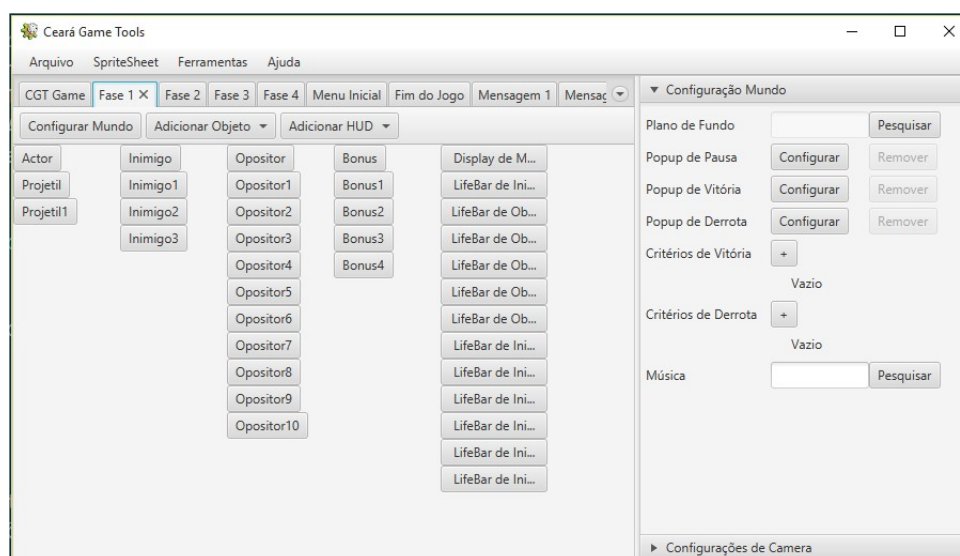 Ceará Game Tools
Arquivo SpriteSheet Ferramentas Ajuda
CGT Game Fase 1 X Fase 2 Fase 3 Fase 4 Menu Inicial Fim do Jogo Mensagem 1 Mensag
Configurar Mundo Adicionar Objeto Adicionar HUD
Actor Inimigo Opositor Bonus Display de M...
Projetil Inimigo1 Opositor1 Bonus1 LifeBar de Ini...
Projetil1 Inimigo2 Opositor2 Bonus2 LifeBar de Ob...
Inimigo3 Opositor3 Bonus3 LifeBar de Ob...
Opositor4 Bonus4 LifeBar de Ob...
Opositor5 LifeBar de Ob...
Opositor6 LifeBar de Ob...
Opositor7 LifeBar de Ini...
Opositor8 LifeBar de Ini...
Opositor9 LifeBar de Ini...
Opositor10 LifeBar de Ini...
LifeBar de Ini...
LifeBar de Ini...
Configuração Mundo
Plano de Fundo Pesquisar
Popup de Pausa Configurar Remover
Popup de Vitória Configurar Remover
Popup de Derrota Configurar Remover
Critérios de Vitória +
Vazio
Critérios de Derrota +
Vazio
Música Pesquisar
Configurações de Camera